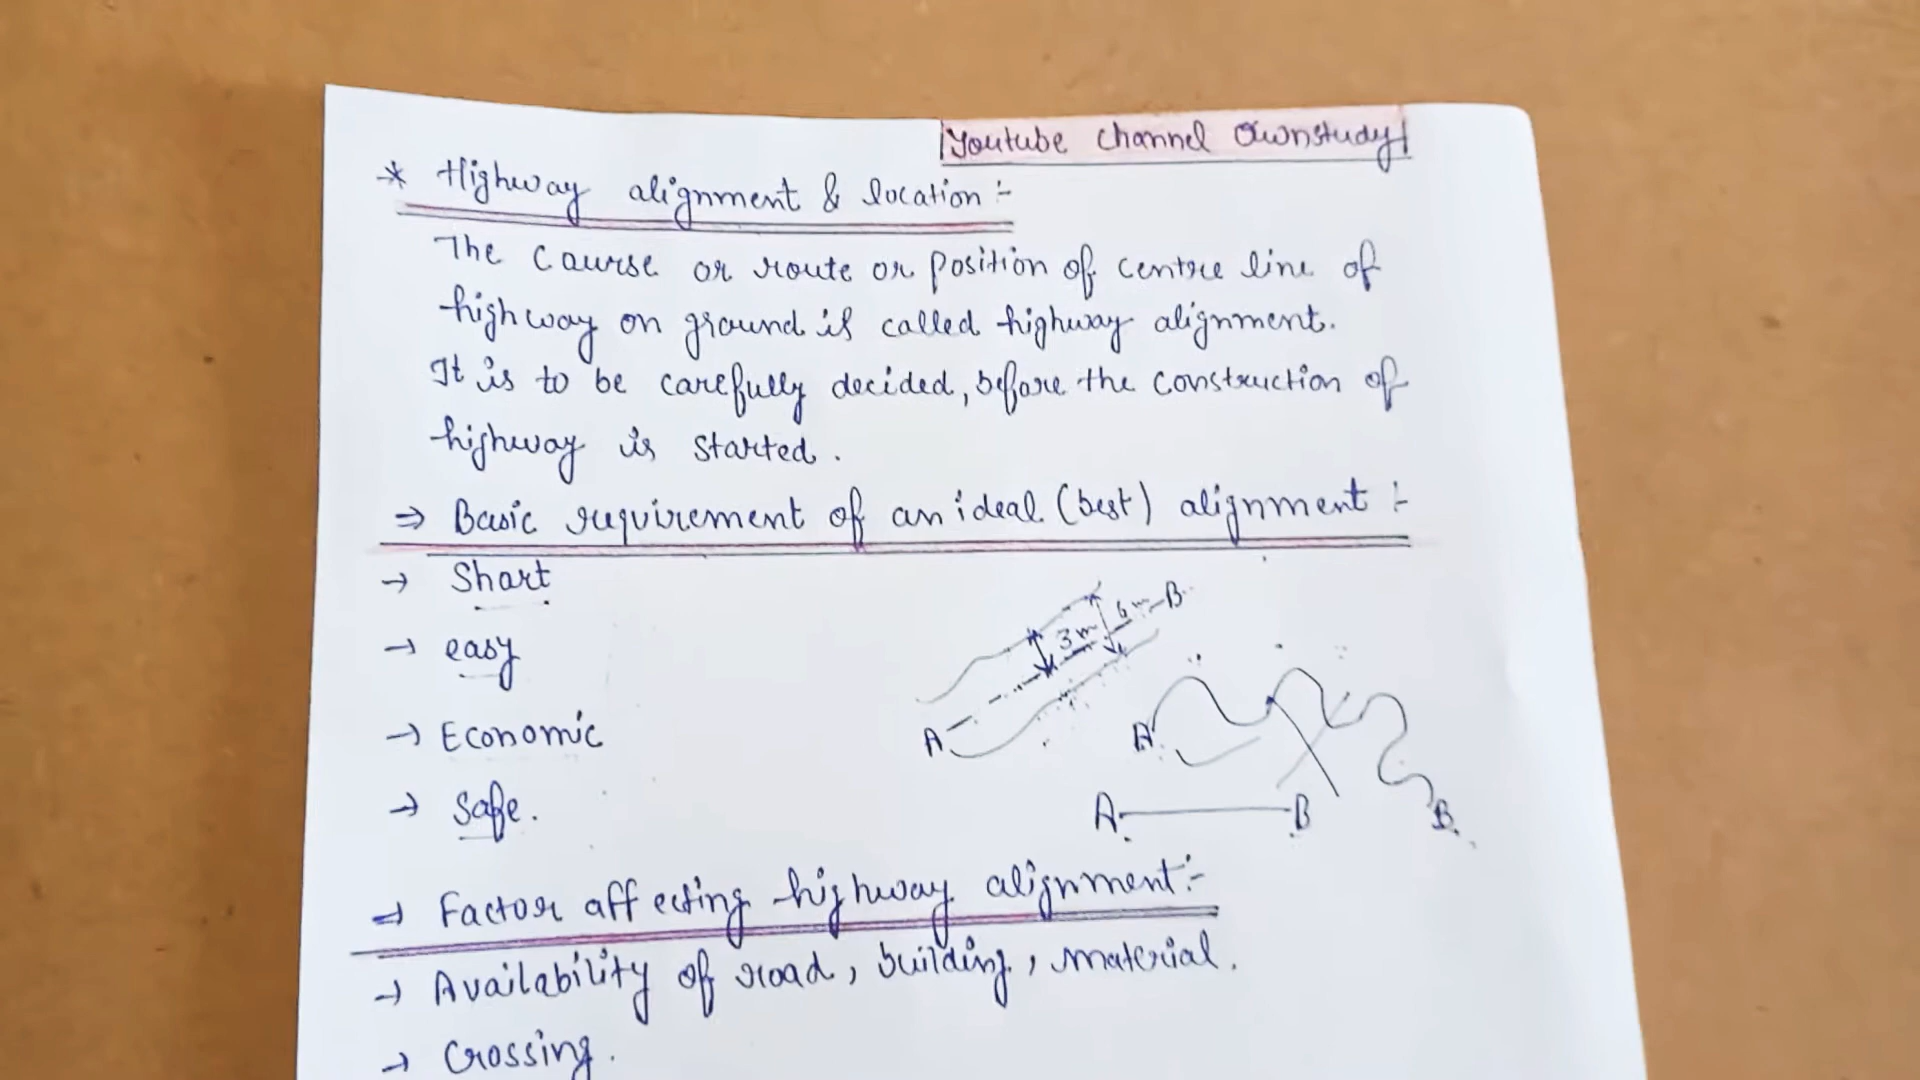 Youtube channel Ownstudy
* Highway alignment & location :-
The Course or route or position of centre line of
highway on ground is called highway alignment.
It is to be carefully decided, before the construction of
highway is started.
⇒ Basic requirement of an ideal (best) alignment :-
→ Short
→ easy
→ Economic
→ Safe.
A 3m 6m B
A B
A B
→ Factor affecting highway alignment :-
→ Availability of road, building, material.
→ Crossing.